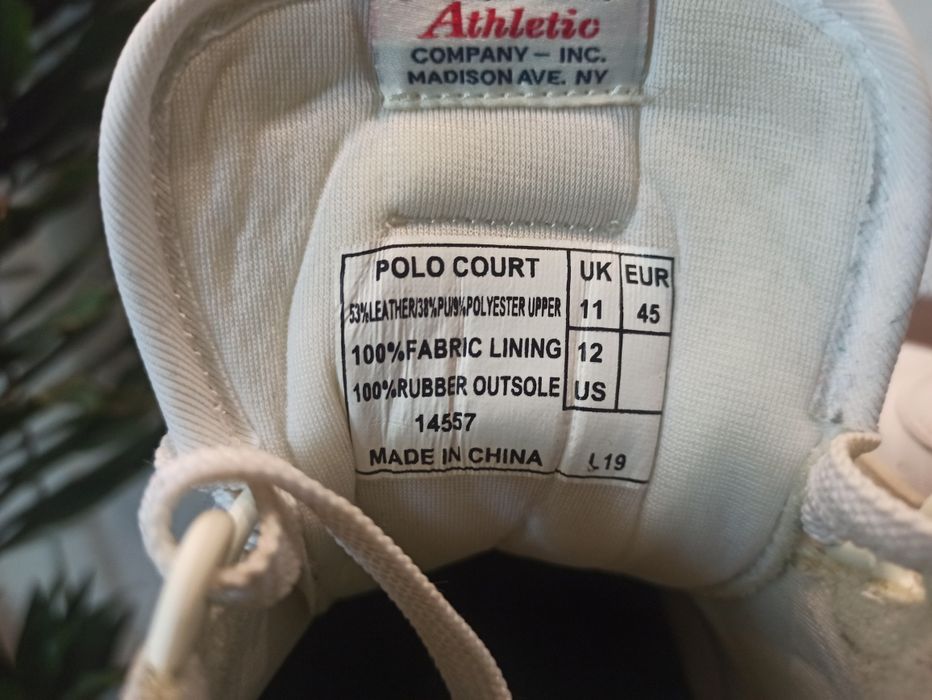 Athletic
COMPANY – INC.
MADISON AVE. NY
POLO COURT
53%LEATHER/38%PU/9%POLYESTER UPPER
100%FABRIC LINING
100%RUBBER OUTSOLE
14557
MADE IN CHINA
UK EUR
11 45
12
US
L19